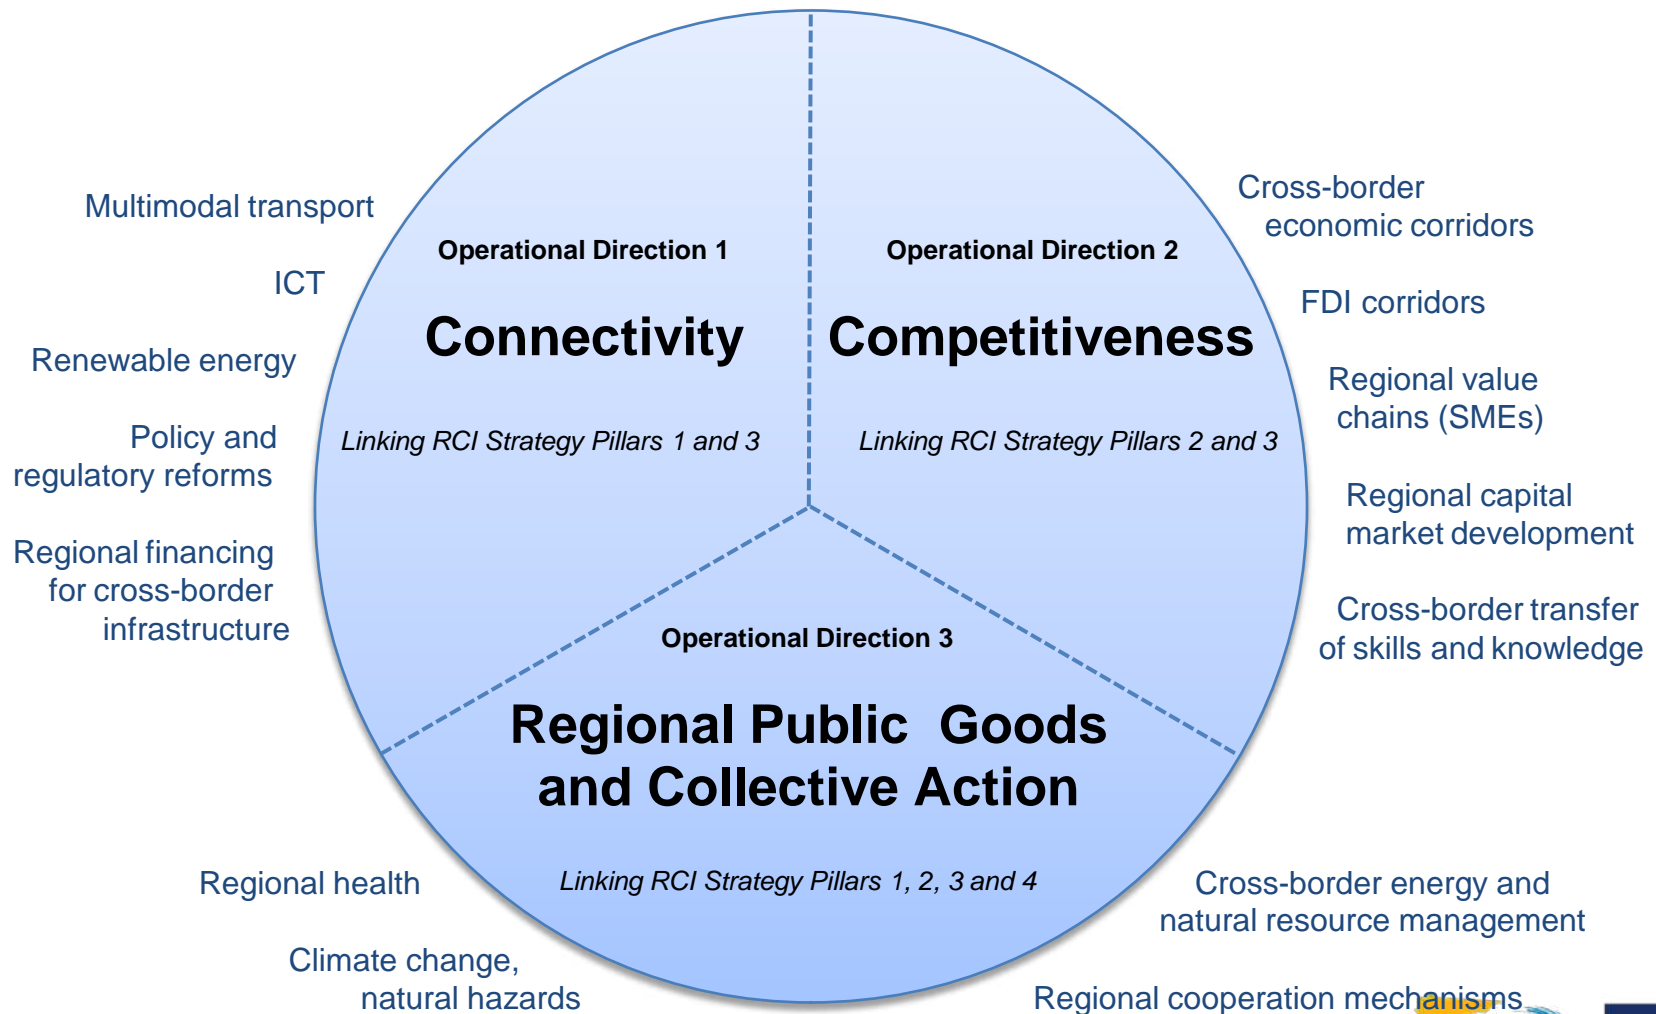 Multimodal transport
ICT
Renewable energy
Policy and
regulatory reforms
Regional financing
for cross-border
infrastructure
Operational Direction 1
Connectivity
Linking RCI Strategy Pillars 1 and 3
Operational Direction 2
Competitiveness
Linking RCI Strategy Pillars 2 and 3
Cross-border
economic corridors
FDI corridors
Regional value
chains (SMEs)
Regional capital
market development
Cross-border transfer
of skills and knowledge
Operational Direction 3
Regional Public Goods
and Collective Action
Linking RCI Strategy Pillars 1, 2, 3 and 4
Regional health
Climate change,
natural hazards
Cross-border energy and
natural resource management
Regional cooperation mechanisms